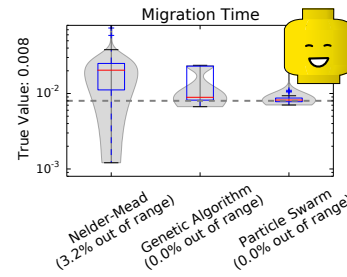 Migration Time
True Value: 0.008
10⁻²
10⁻³
Nelder-Mead
(3.2% out of range)
Genetic Algorithm
(0.0% out of range)
Particle Swarm
(0.0% out of range)